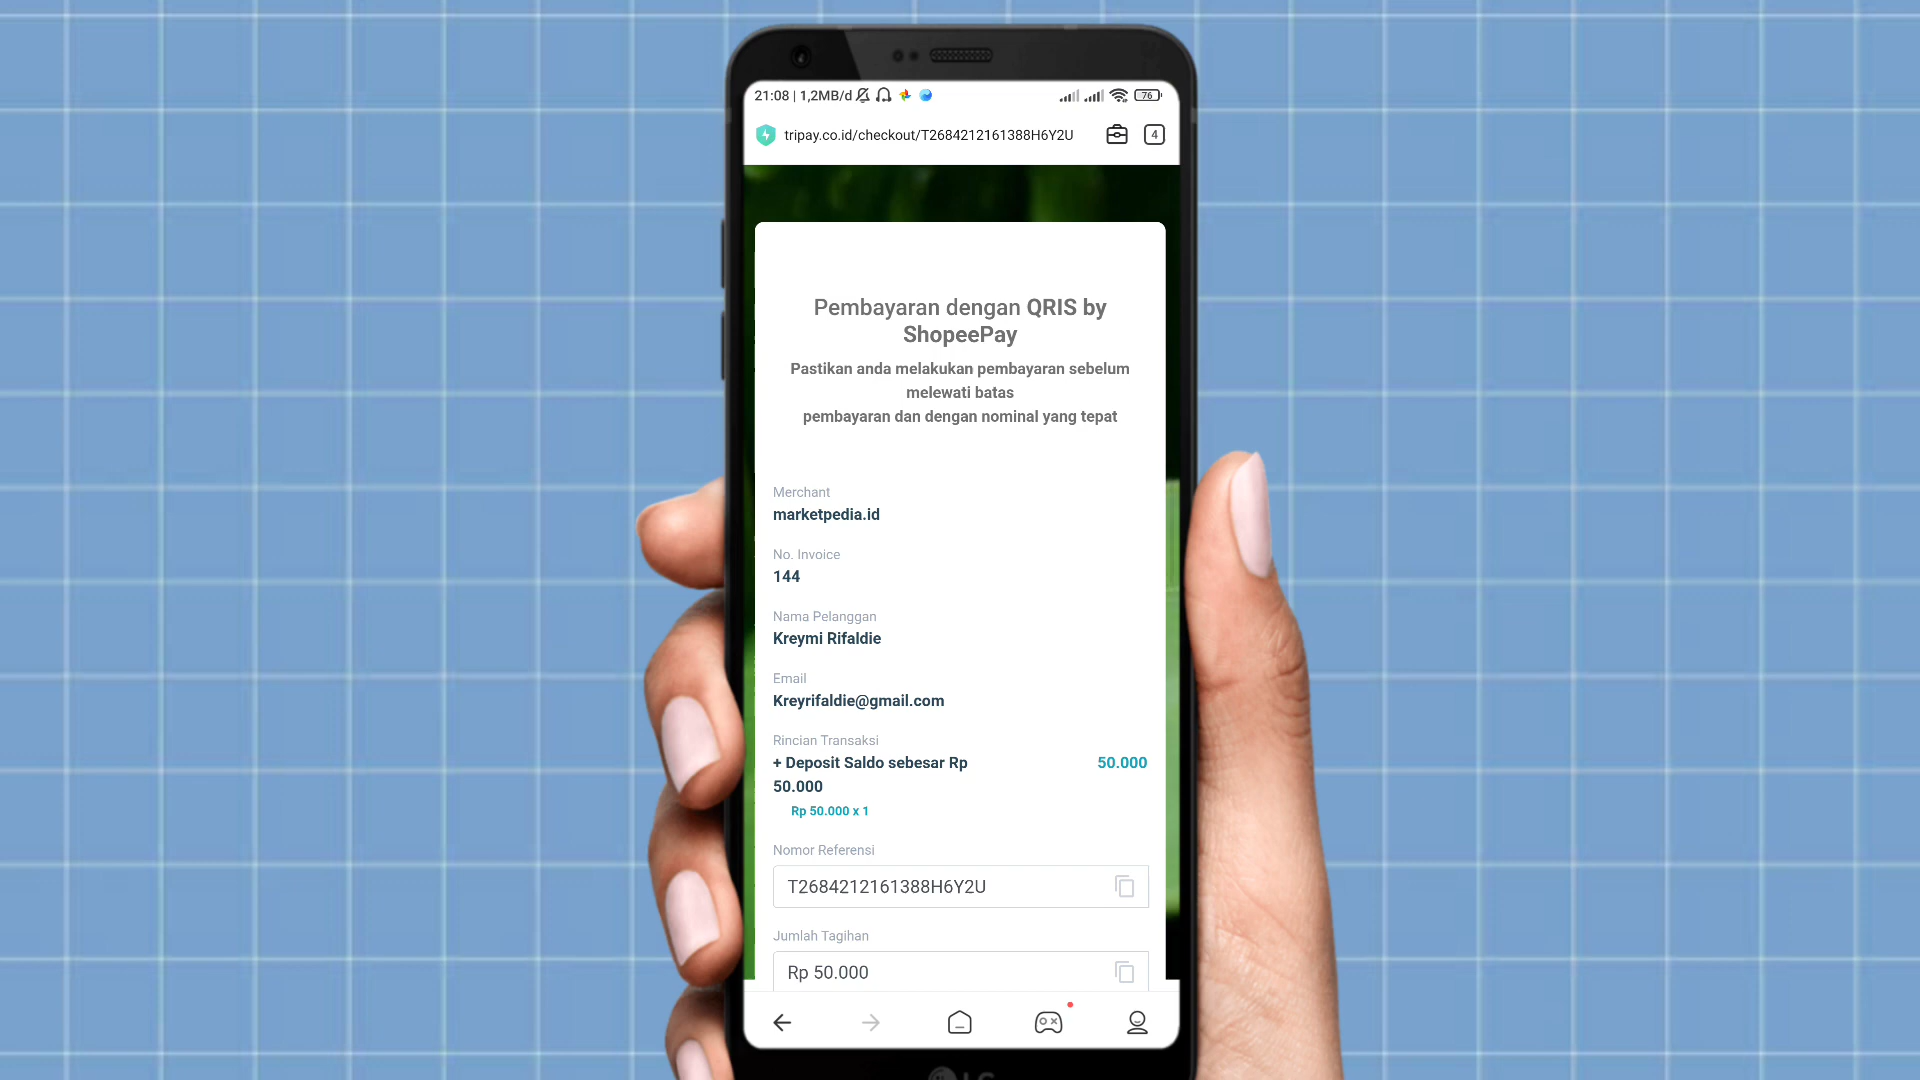 21:08 | 1,2MB/d
76
tripay.co.id/checkout/T2684212161388H6Y2U
4
Pembayaran dengan QRIS by
ShopeePay
Pastikan anda melakukan pembayaran sebelum
melewati batas
pembayaran dan dengan nominal yang tepat
Merchant
marketpedia.id
No. Invoice
144
Nama Pelanggan
Kreymi Rifaldie
Email
Kreyrifaldie@gmail.com
Rincian Transaksi
+ Deposit Saldo sebesar Rp 50.000
50.000
Rp 50.000 x 1
Nomor Referensi
T2684212161388H6Y2U
Jumlah Tagihan
Rp 50.000
LG